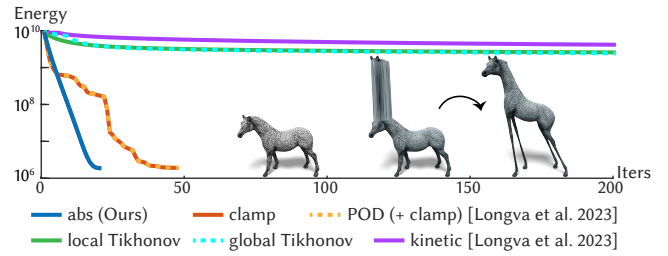 Energy
10^10
10^8
10^6
0 50 100 150 200 Iters
abs (Ours) clamp POD (+ clamp) [Longva et al. 2023]
local Tikhonov global Tikhonov kinetic [Longva et al. 2023]